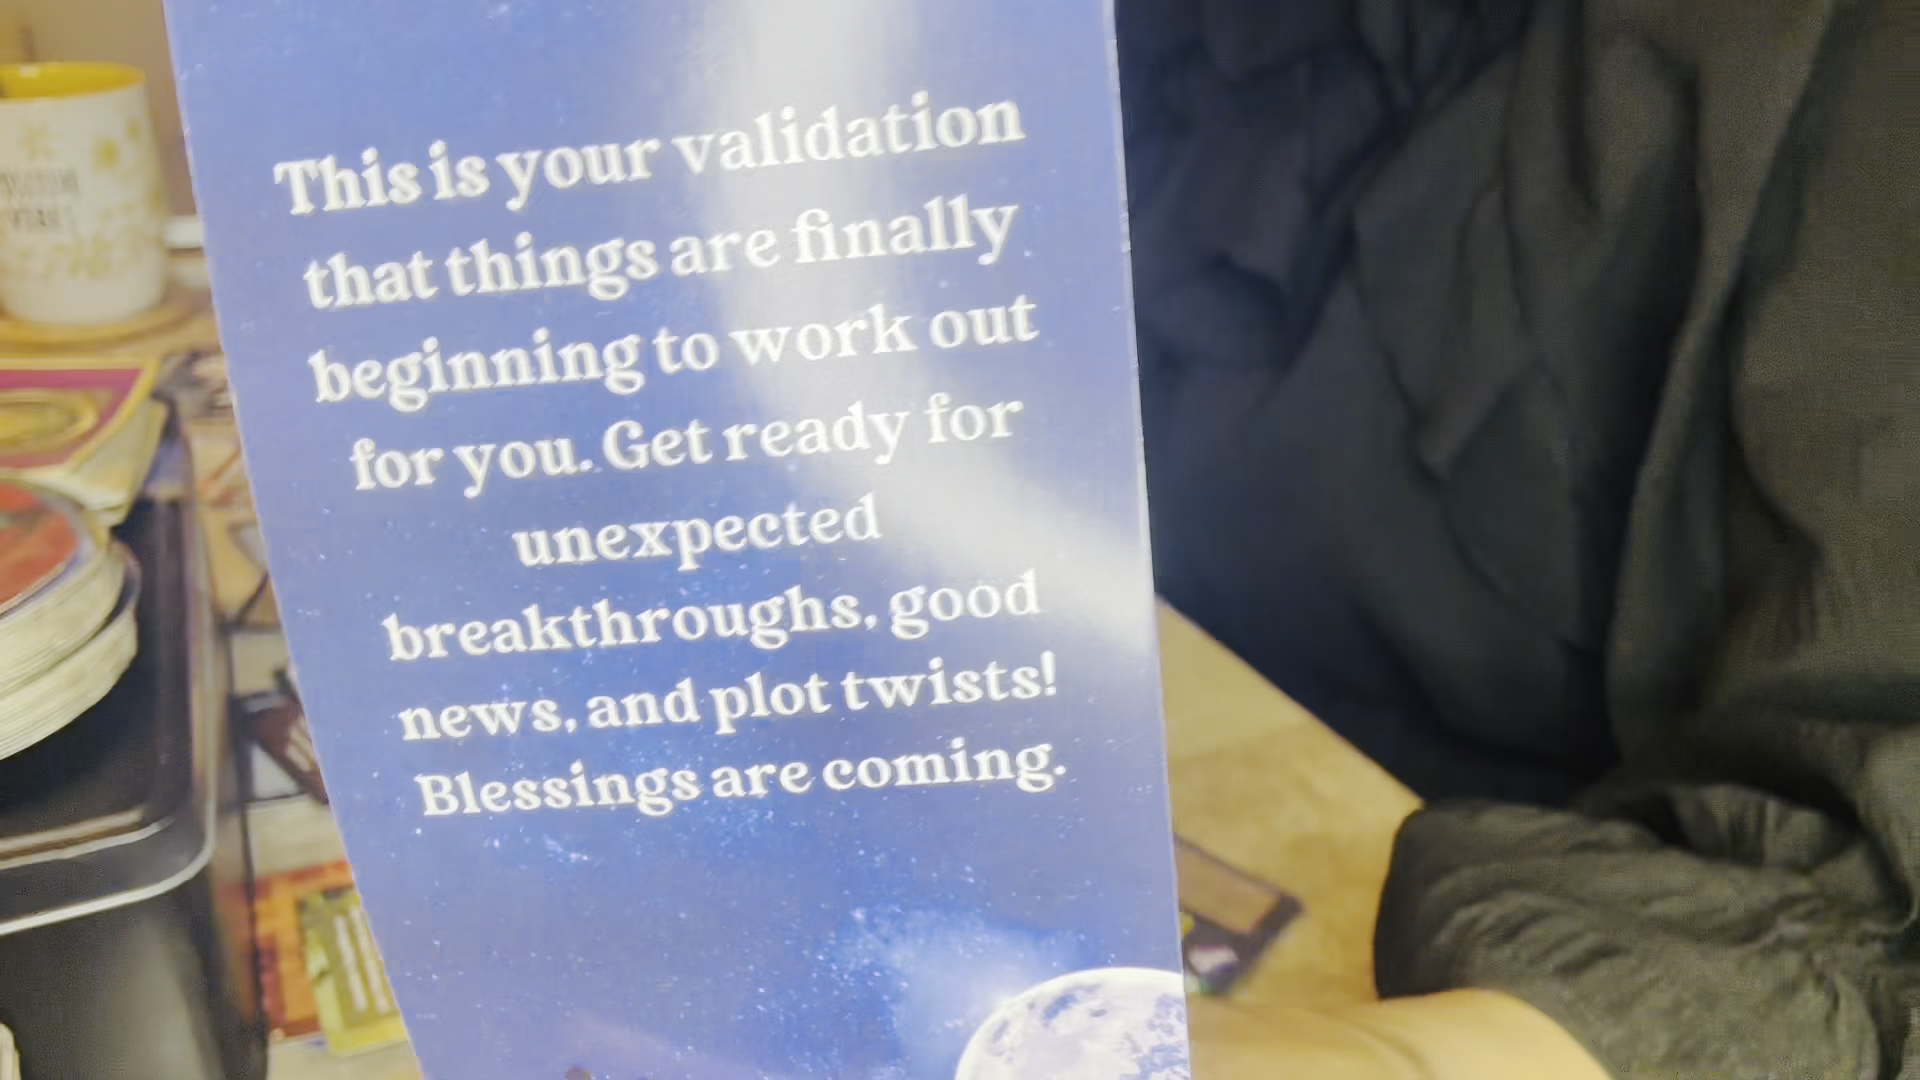 This is your validation
that things are finally
beginning to work out
for you. Get ready for
unexpected
breakthroughs, good
news, and plot twists!
Blessings are coming.